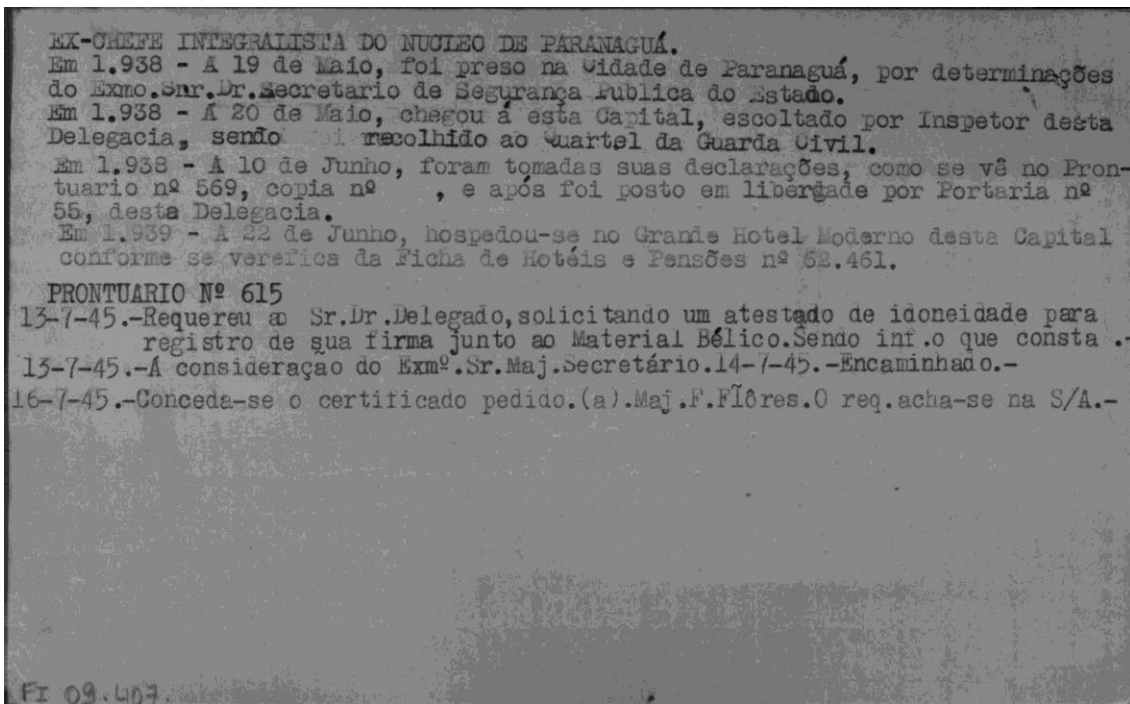 EX-CHEFE INTEGRALISTA DO NUCLEO DE PARANAGUÁ.
Em 1.938 - A 19 de Maio, foi preso na Cidade de Paranaguá, por determinações
do Exmo.Snr.Dr.Secretario de Segurança Publica do Estado.
Em 1.938 - A 20 de Maio, chegou á esta Capital, escoltado por Inspetor desta
Delegacia, sendo recolhido ao Quartel da Guarda Civil.
Em 1.938 - A 10 de Junho, foram tomadas suas declarações, como se vê no Pron-
tuario nº 569, copia nº , e após foi posto em liberdade por Portaria nº
55, desta Delegacia.
Em 1.939 - A 22 de Junho, hospedou-se no Grande Hotel Moderno desta Capital
conforme se verefica da Ficha de Hotéis e Pensões nº 62.461.
PRONTUARIO Nº 615
13-7-45.-Requereu ao Sr.Dr.Delegado,solicitando um atestado de idoneidade para
registro de sua firma junto ao Material Bélico.Sendo inf.o que consta .-
13-7-45.-Á consideração do Exmº.Sr.Maj.Secretário.14-7-45.-Encaminhado.-
16-7-45.-Conceda-se o certificado pedido.(a).Maj.F.Flôres.O req.acha-se na S/A.-
FI 09.407.